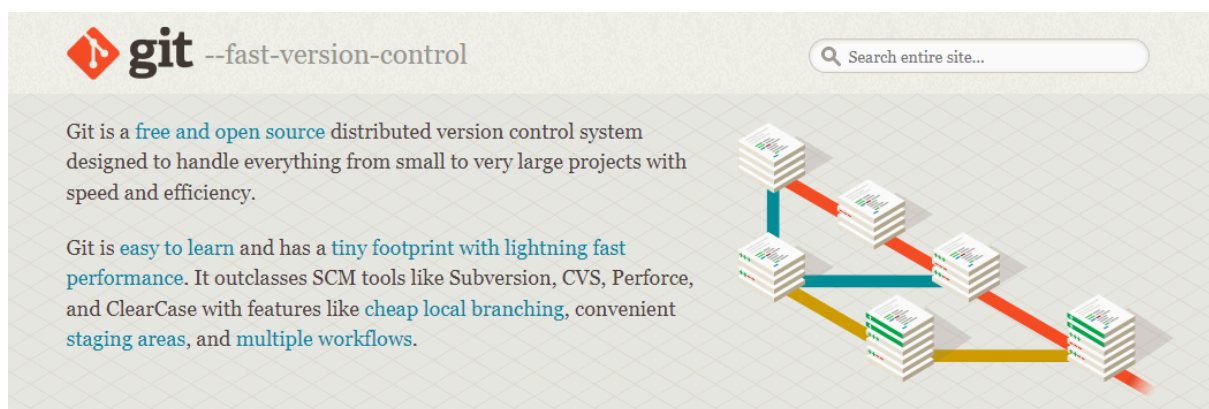 git --fast-version-control
Search entire site...
Git is a free and open source distributed version control system
designed to handle everything from small to very large projects with
speed and efficiency.
Git is easy to learn and has a tiny footprint with lightning fast
performance. It outclasses SCM tools like Subversion, CVS, Perforce,
and ClearCase with features like cheap local branching, convenient
staging areas, and multiple workflows.